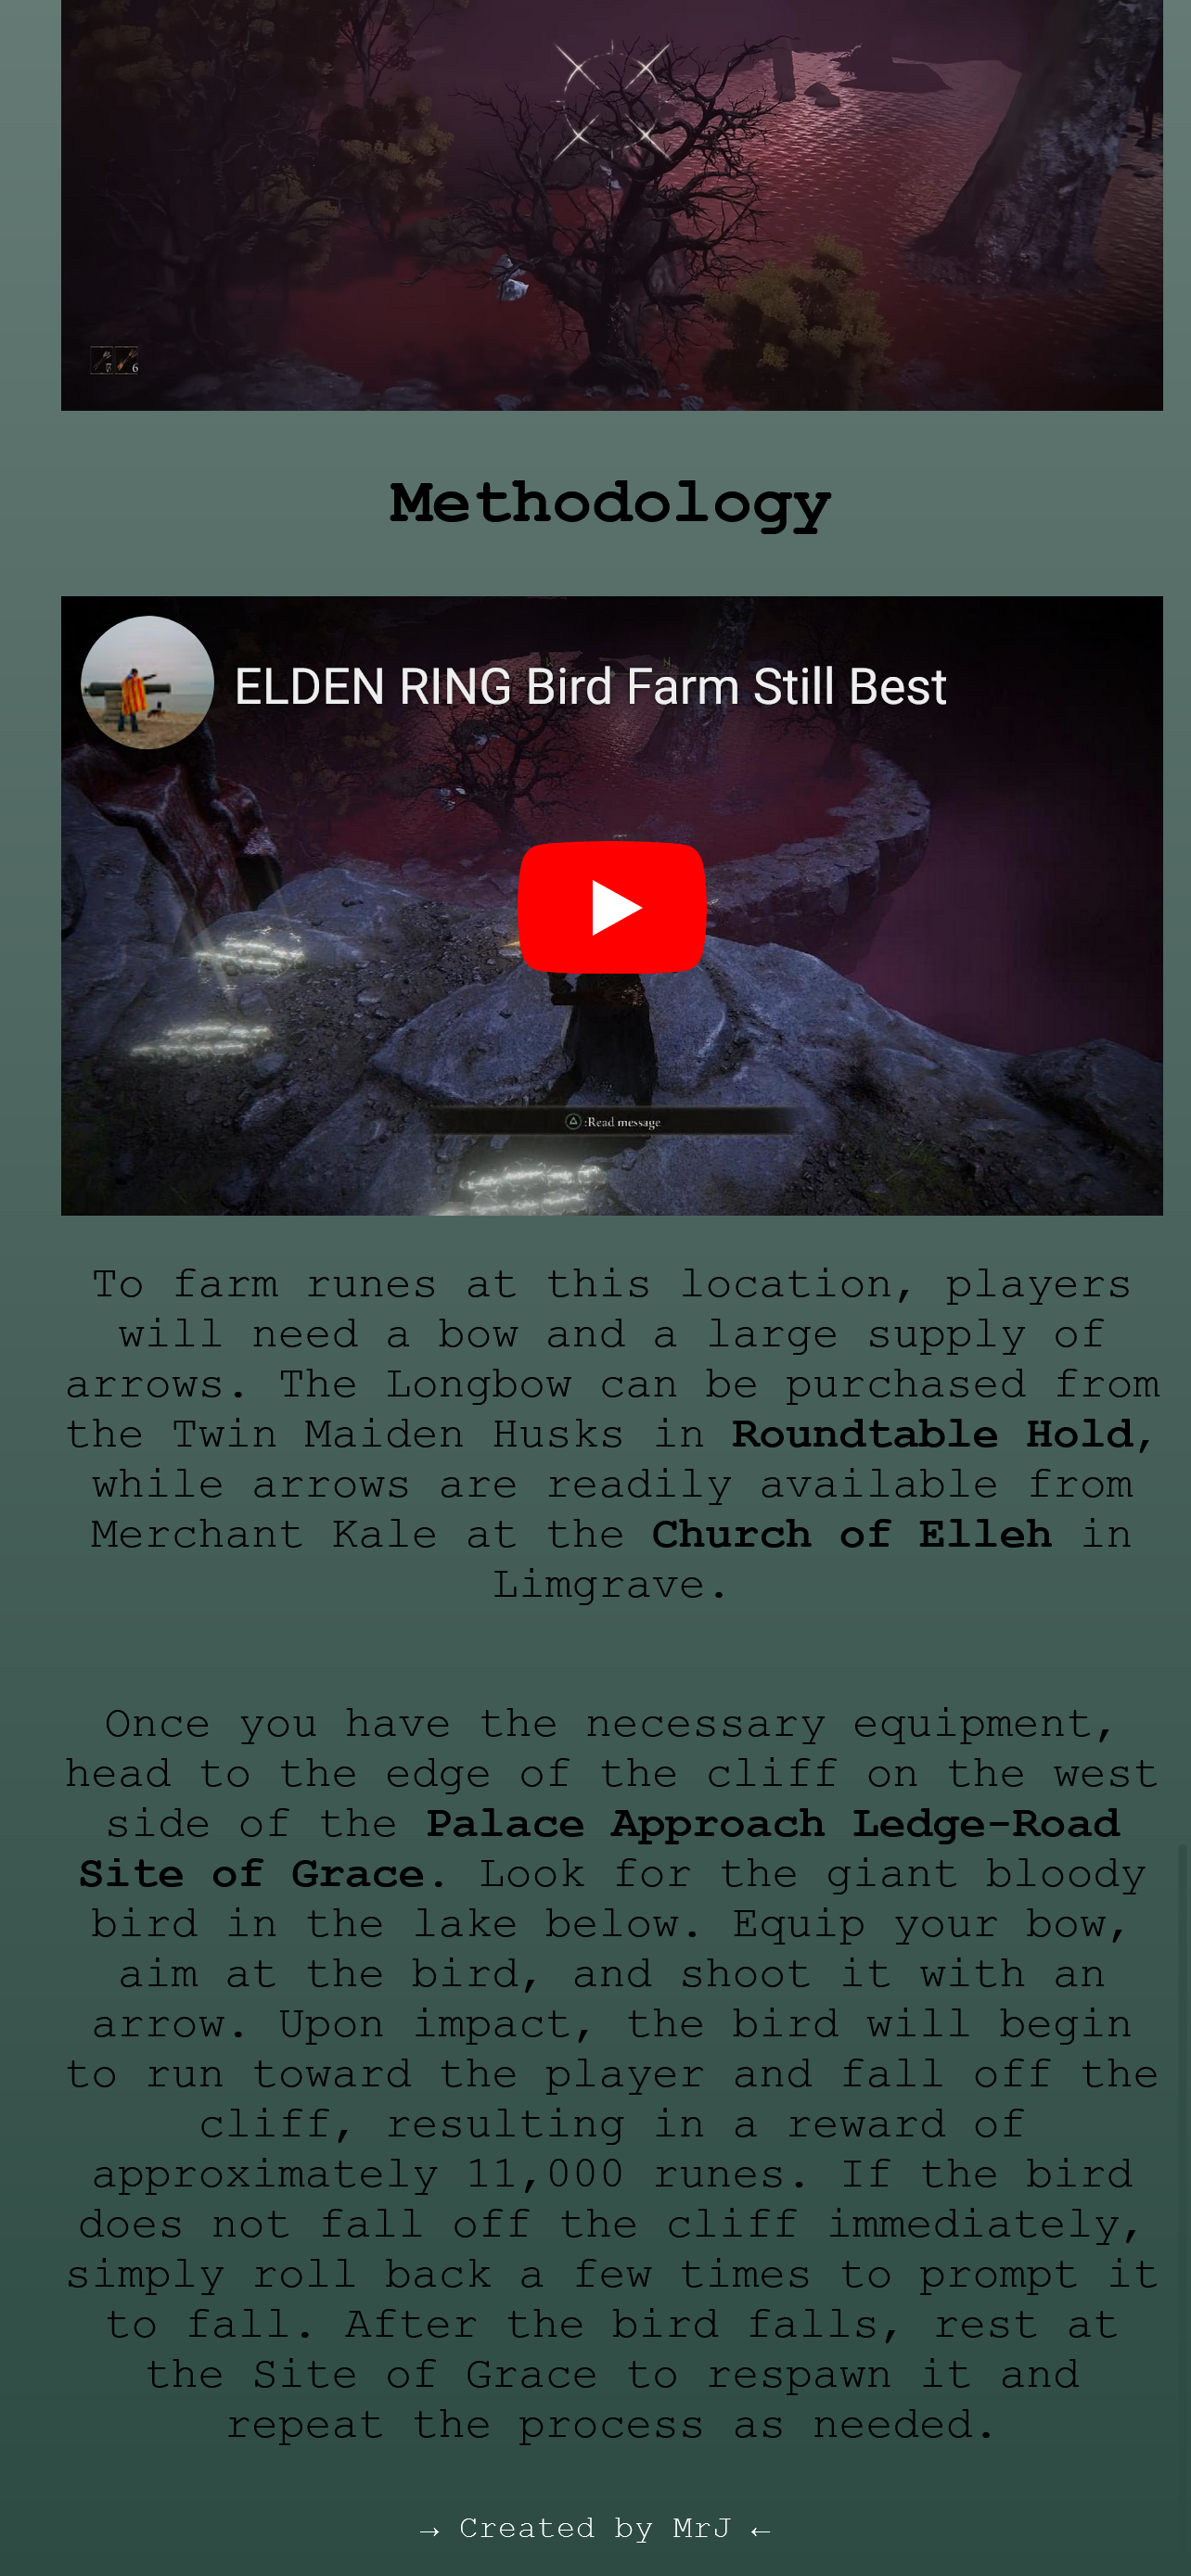 6
Methodology
ELDEN RING Bird Farm Still Best
:Read message
To farm runes at this location, players
will need a bow and a large supply of
arrows. The Longbow can be purchased from
the Twin Maiden Husks in Roundtable Hold,
while arrows are readily available from
Merchant Kale at the Church of Elleh in
Limgrave.
Once you have the necessary equipment,
head to the edge of the cliff on the west
side of the Palace Approach Ledge-Road
Site of Grace. Look for the giant bloody
bird in the lake below. Equip your bow,
aim at the bird, and shoot it with an
arrow. Upon impact, the bird will begin
to run toward the player and fall off the
cliff, resulting in a reward of
approximately 11,000 runes. If the bird
does not fall off the cliff immediately,
simply roll back a few times to prompt it
to fall. After the bird falls, rest at
the Site of Grace to respawn it and
repeat the process as needed.
→ Created by MrJ ←